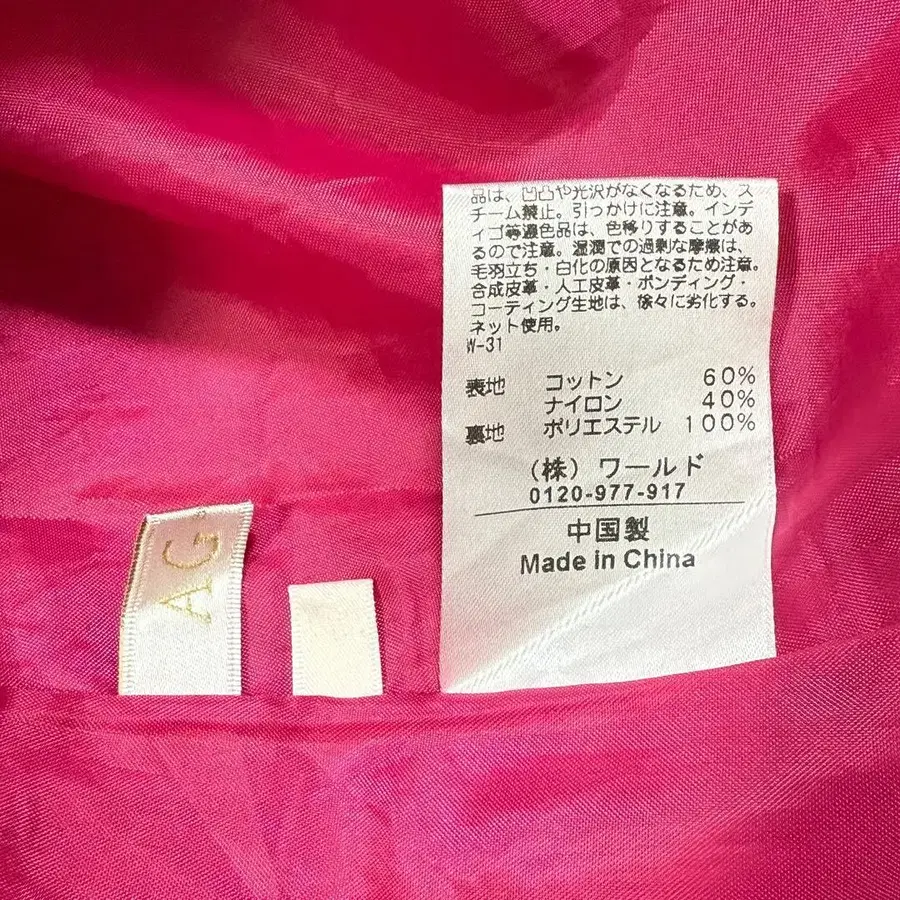 品は、凹凸や光沢がなくなるため、ス
チーム禁止。引っかけに注意。インデ
ィゴ等濃色品は、色移りすることがあ
るので注意。湿潤での過剰な摩擦は、
毛羽立ち・白化の原因となるため注意。
合成皮革・人工皮革・ボンディング・
コーティング生地は、徐々に劣化する。
ネット使用。
W-31
表地 コットン 60%
ナイロン 40%
裏地 ポリエステル 100%
(株) ワールド
0120-977-917
中国製
Made in China
AG